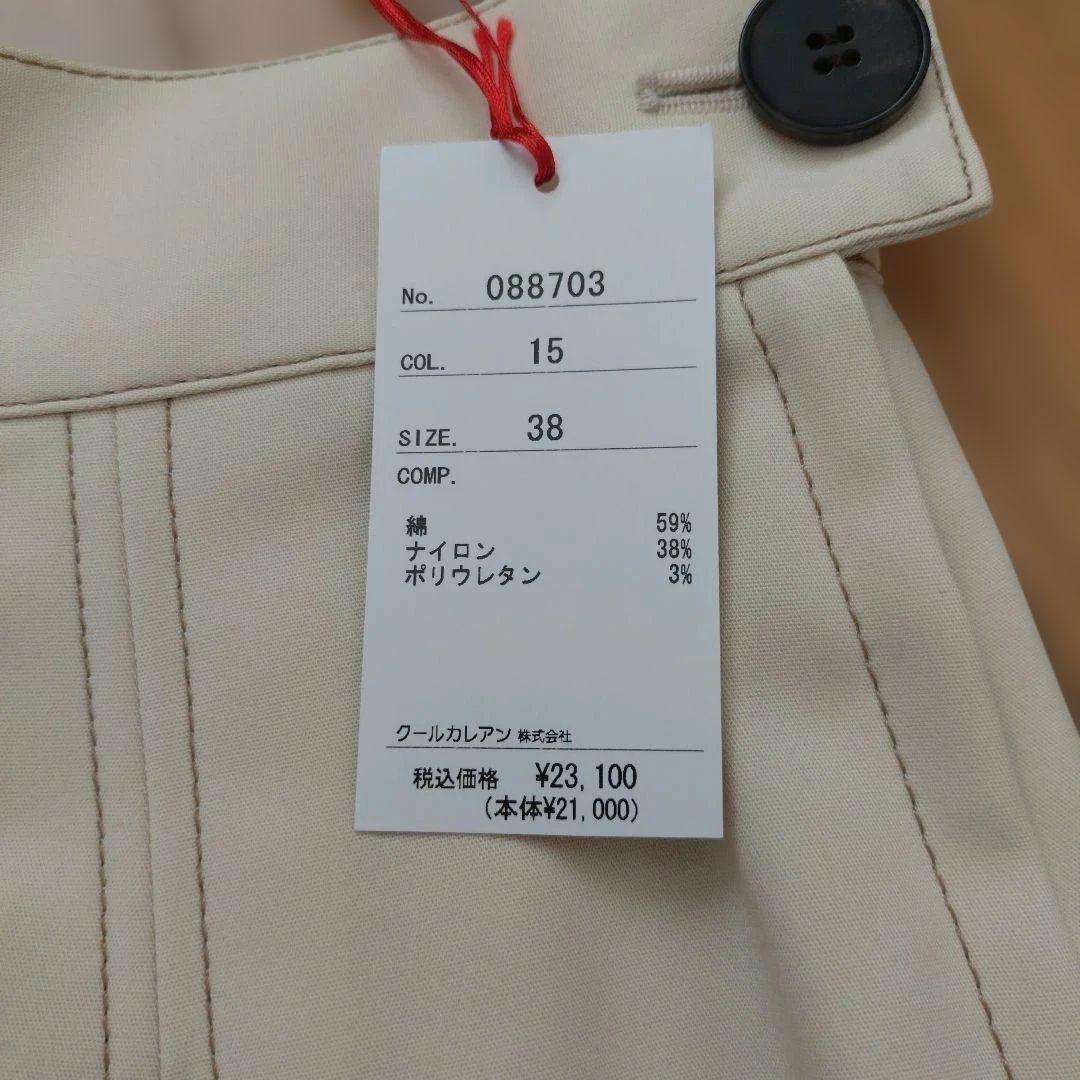 No. 088703
COL. 15
SIZE. 38
COMP.
綿 59%
ナイロン 38%
ポリウレタン 3%
クールカレアン 株式会社
税込価格 ¥23,100
(本体¥21,000)